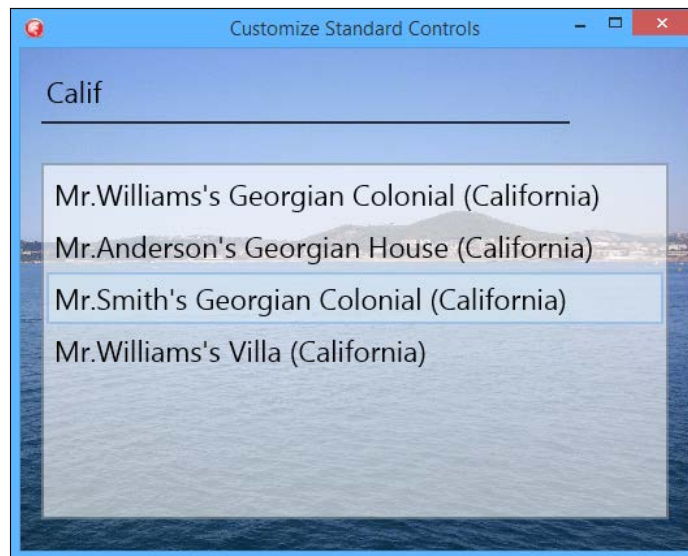 Customize Standard Controls
Calif
Mr.Williams's Georgian Colonial (California)
Mr.Anderson's Georgian House (California)
Mr.Smith's Georgian Colonial (California)
Mr.Williams's Villa (California)